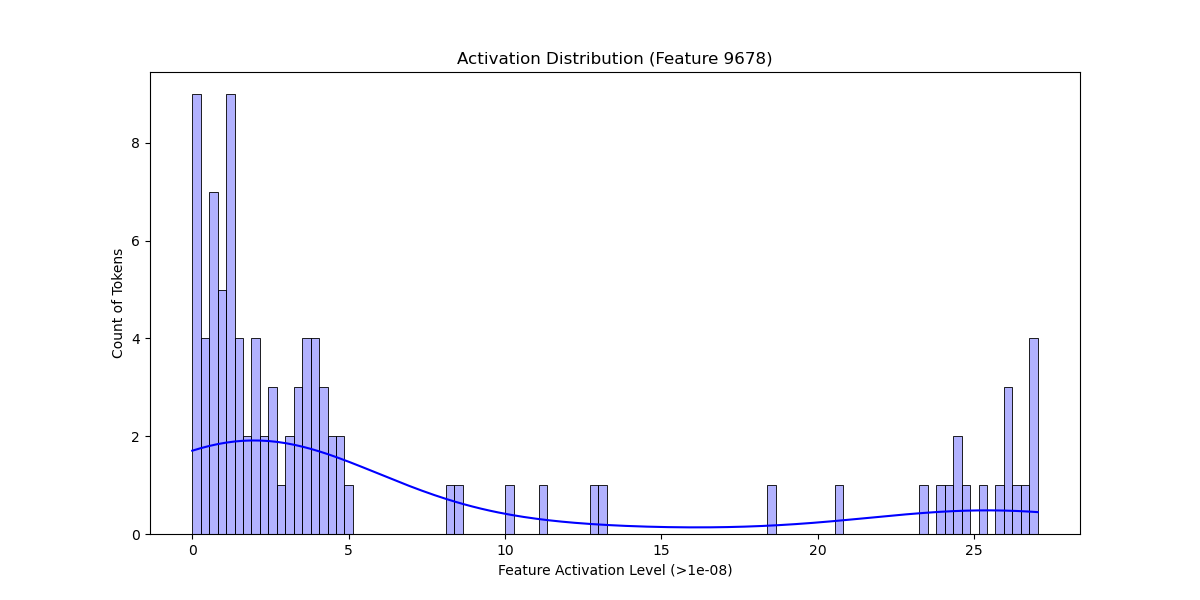 Activation Distribution (Feature 9678)
8
6
4
2
0
Count of Tokens
0 5 10 15 20 25
Feature Activation Level (>1e-08)